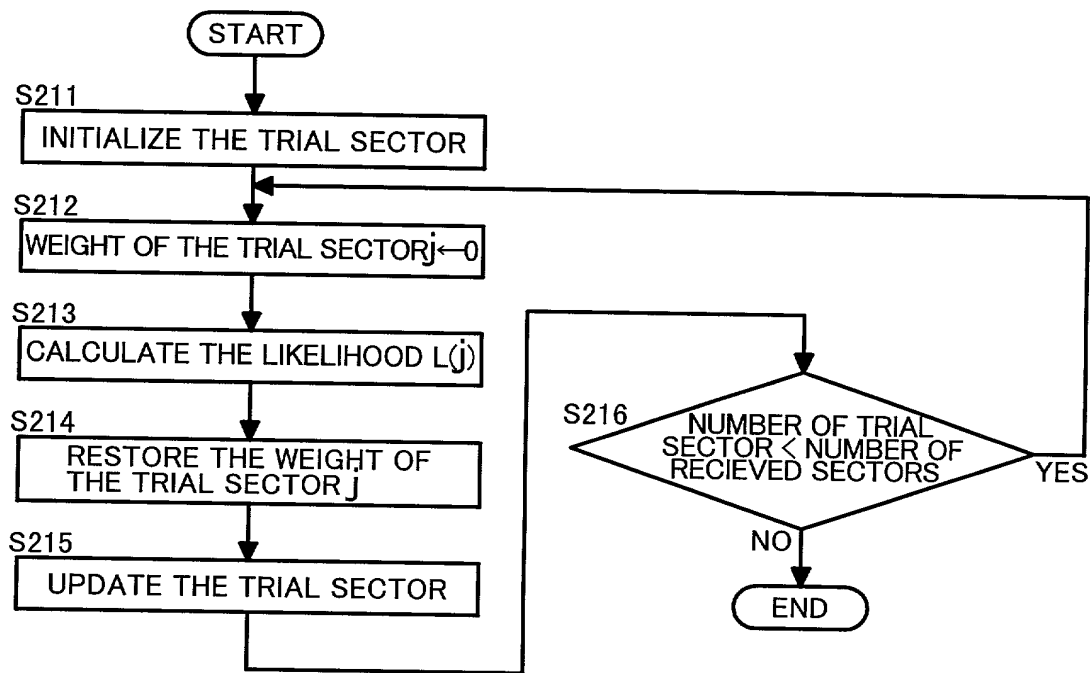 START
S211
INITIALIZE THE TRIAL SECTOR
S212
WEIGHT OF THE TRIAL SECTOR j←0
S213
CALCULATE THE LIKELIHOOD L(j)
S214
RESTORE THE WEIGHT OF
THE TRIAL SECTOR j
S215
UPDATE THE TRIAL SECTOR
S216
NUMBER OF TRIAL
SECTOR < NUMBER OF
RECIEVED SECTORS
YES
NO
END